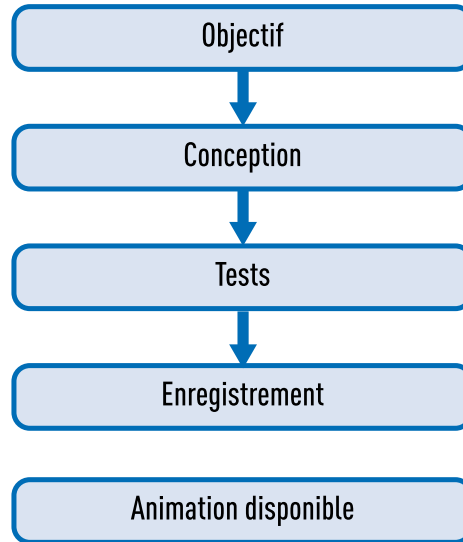 Objectif
Conception
Tests
Enregistrement
Animation disponible